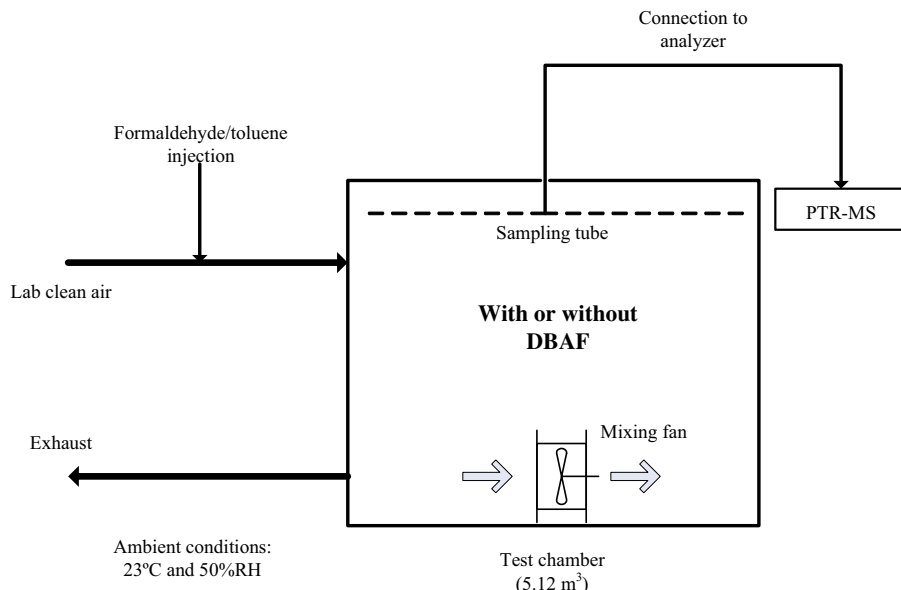 Connection to
analyzer
Formaldehyde/toluene
injection
PTR-MS
Sampling tube
Lab clean air
With or without
DBAF
Mixing fan
Exhaust
Ambient conditions:
23ºC and 50%RH
Test chamber
(5.12 m³)